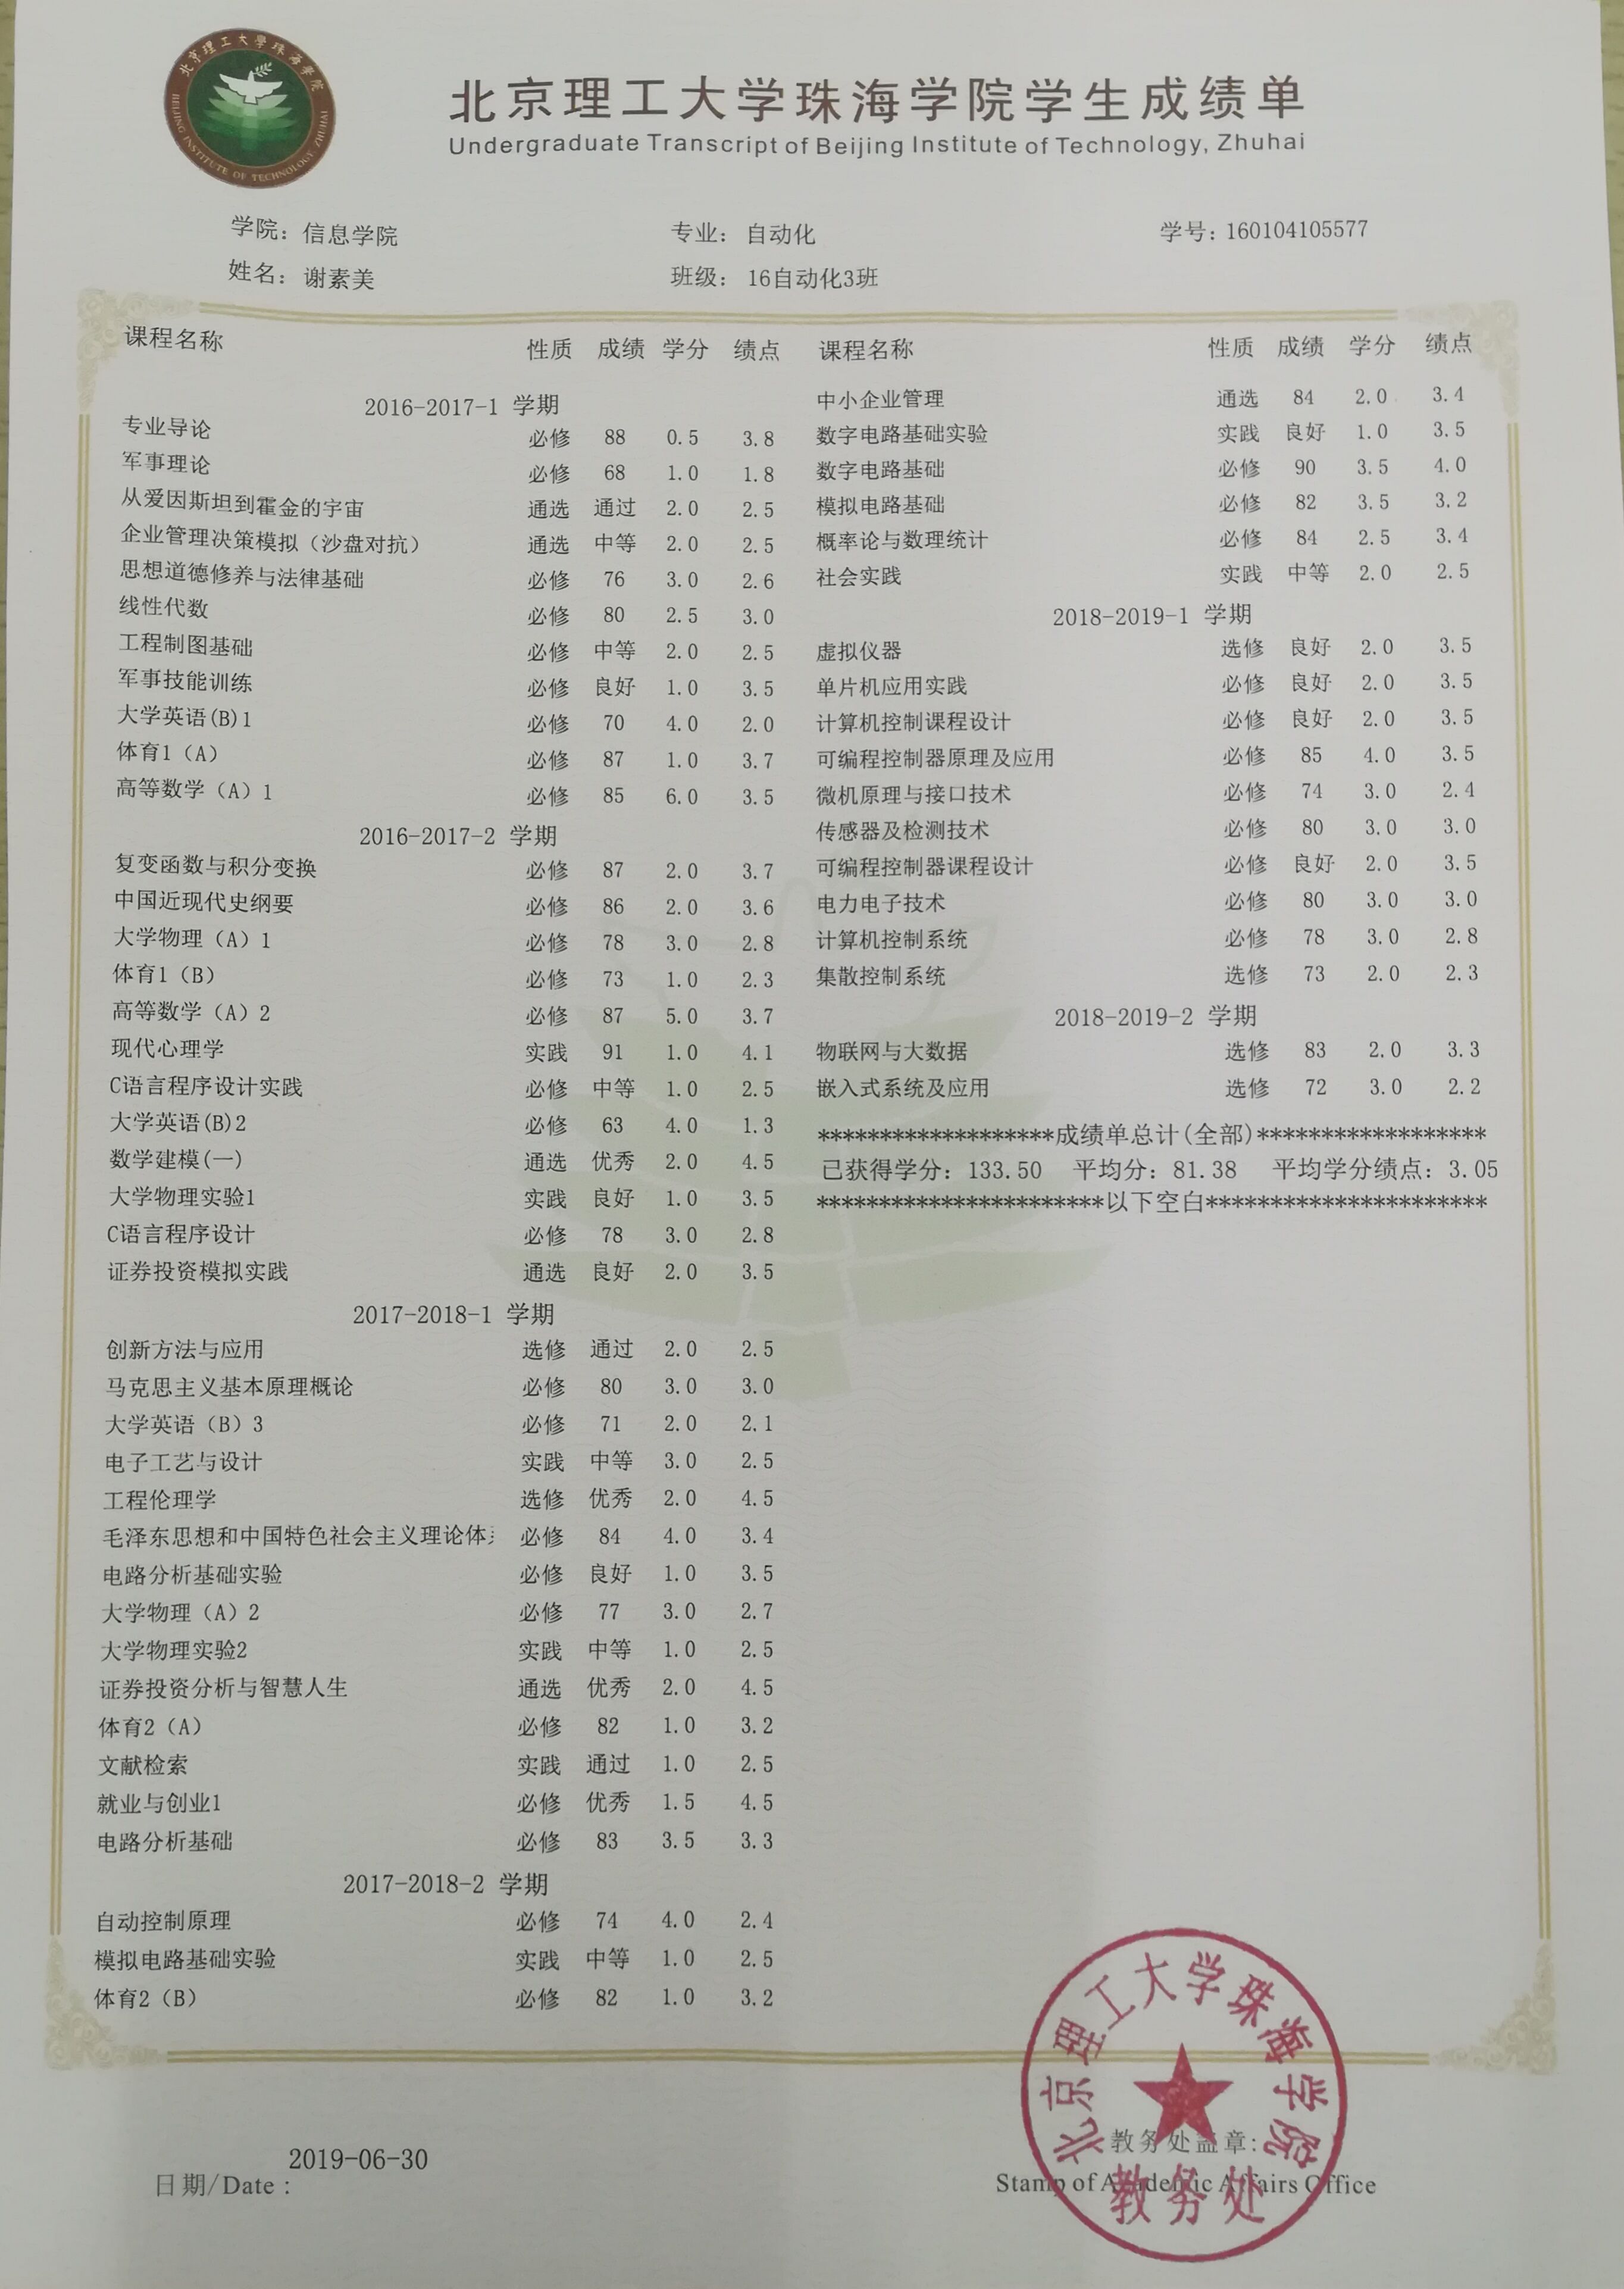 北京理工大學珠海學院
BEIJING INSTITUTE OF TECHNOLOGY, ZHUHAI
北京理工大学珠海学院学生成绩单
Undergraduate Transcript of Beijing Institute of Technology, Zhuhai
学院： 信息学院 专业： 自动化 学号：160104105577
姓名： 谢素美 班级： 16自动化3班
课程名称 性质 成绩 学分 绩点
2016-2017-1 学期
专业导论 必修 88 0.5 3.8
军事理论 必修 68 1.0 1.8
从爱因斯坦到霍金的宇宙 通选 通过 2.0 2.5
企业管理决策模拟（沙盘对抗） 通选 中等 2.0 2.5
思想道德修养与法律基础 必修 76 3.0 2.6
线性代数 必修 80 2.5 3.0
工程制图基础 必修 中等 2.0 2.5
军事技能训练 必修 良好 1.0 3.5
大学英语(B)1 必修 70 4.0 2.0
体育1（A） 必修 87 1.0 3.7
高等数学（A）1 必修 85 6.0 3.5
2016-2017-2 学期
复变函数与积分变换 必修 87 2.0 3.7
中国近现代史纲要 必修 86 2.0 3.6
大学物理（A）1 必修 78 3.0 2.8
体育1（B） 必修 73 1.0 2.3
高等数学（A）2 必修 87 5.0 3.7
现代心理学 实践 91 1.0 4.1
C语言程序设计实践 必修 中等 1.0 2.5
大学英语(B)2 必修 63 4.0 1.3
数学建模(一) 通选 优秀 2.0 4.5
大学物理实验1 实践 良好 1.0 3.5
C语言程序设计 必修 78 3.0 2.8
证券投资模拟实践 通选 良好 2.0 3.5
2017-2018-1 学期
创新方法与应用 选修 通过 2.0 2.5
马克思主义基本原理概论 必修 80 3.0 3.0
大学英语（B）3 必修 71 2.0 2.1
电子工艺与设计 实践 中等 3.0 2.5
工程伦理学 选修 优秀 2.0 4.5
毛泽东思想和中国特色社会主义理论体 必修 84 4.0 3.4
电路分析基础实验 必修 良好 1.0 3.5
大学物理（A）2 必修 77 3.0 2.7
大学物理实验2 实践 中等 1.0 2.5
证券投资分析与智慧人生 通选 优秀 2.0 4.5
体育2（A） 必修 82 1.0 3.2
文献检索 实践 通过 1.0 2.5
就业与创业1 必修 优秀 1.5 4.5
电路分析基础 必修 83 3.5 3.3
2017-2018-2 学期
自动控制原理 必修 74 4.0 2.4
模拟电路基础实验 实践 中等 1.0 2.5
体育2（B） 必修 82 1.0 3.2
课程名称 性质 成绩 学分 绩点
中小企业管理 通选 84 2.0 3.4
数字电路基础实验 实践 良好 1.0 3.5
数字电路基础 必修 90 3.5 4.0
模拟电路基础 必修 82 3.5 3.2
概率论与数理统计 必修 84 2.5 3.4
社会实践 实践 中等 2.0 2.5
2018-2019-1 学期
虚拟仪器 选修 良好 2.0 3.5
单片机应用实践 必修 良好 2.0 3.5
计算机控制课程设计 必修 良好 2.0 3.5
可编程控制器原理及应用 必修 85 4.0 3.5
微机原理与接口技术 必修 74 3.0 2.4
传感器及检测技术 必修 80 3.0 3.0
可编程控制器课程设计 必修 良好 2.0 3.5
电力电子技术 必修 80 3.0 3.0
计算机控制系统 必修 78 3.0 2.8
集散控制系统 选修 73 2.0 2.3
2018-2019-2 学期
物联网与大数据 选修 83 2.0 3.3
嵌入式系统及应用 选修 72 3.0 2.2
*******************成绩单总计(全部)*******************
已获得学分：133.50 平均分：81.38 平均学分绩点：3.05
***********************以下空白***********************
2019-06-30
日期/Date：
教务处盖章：
Stamp of Academic Affairs Office
北京理工大学珠海学院
教务处